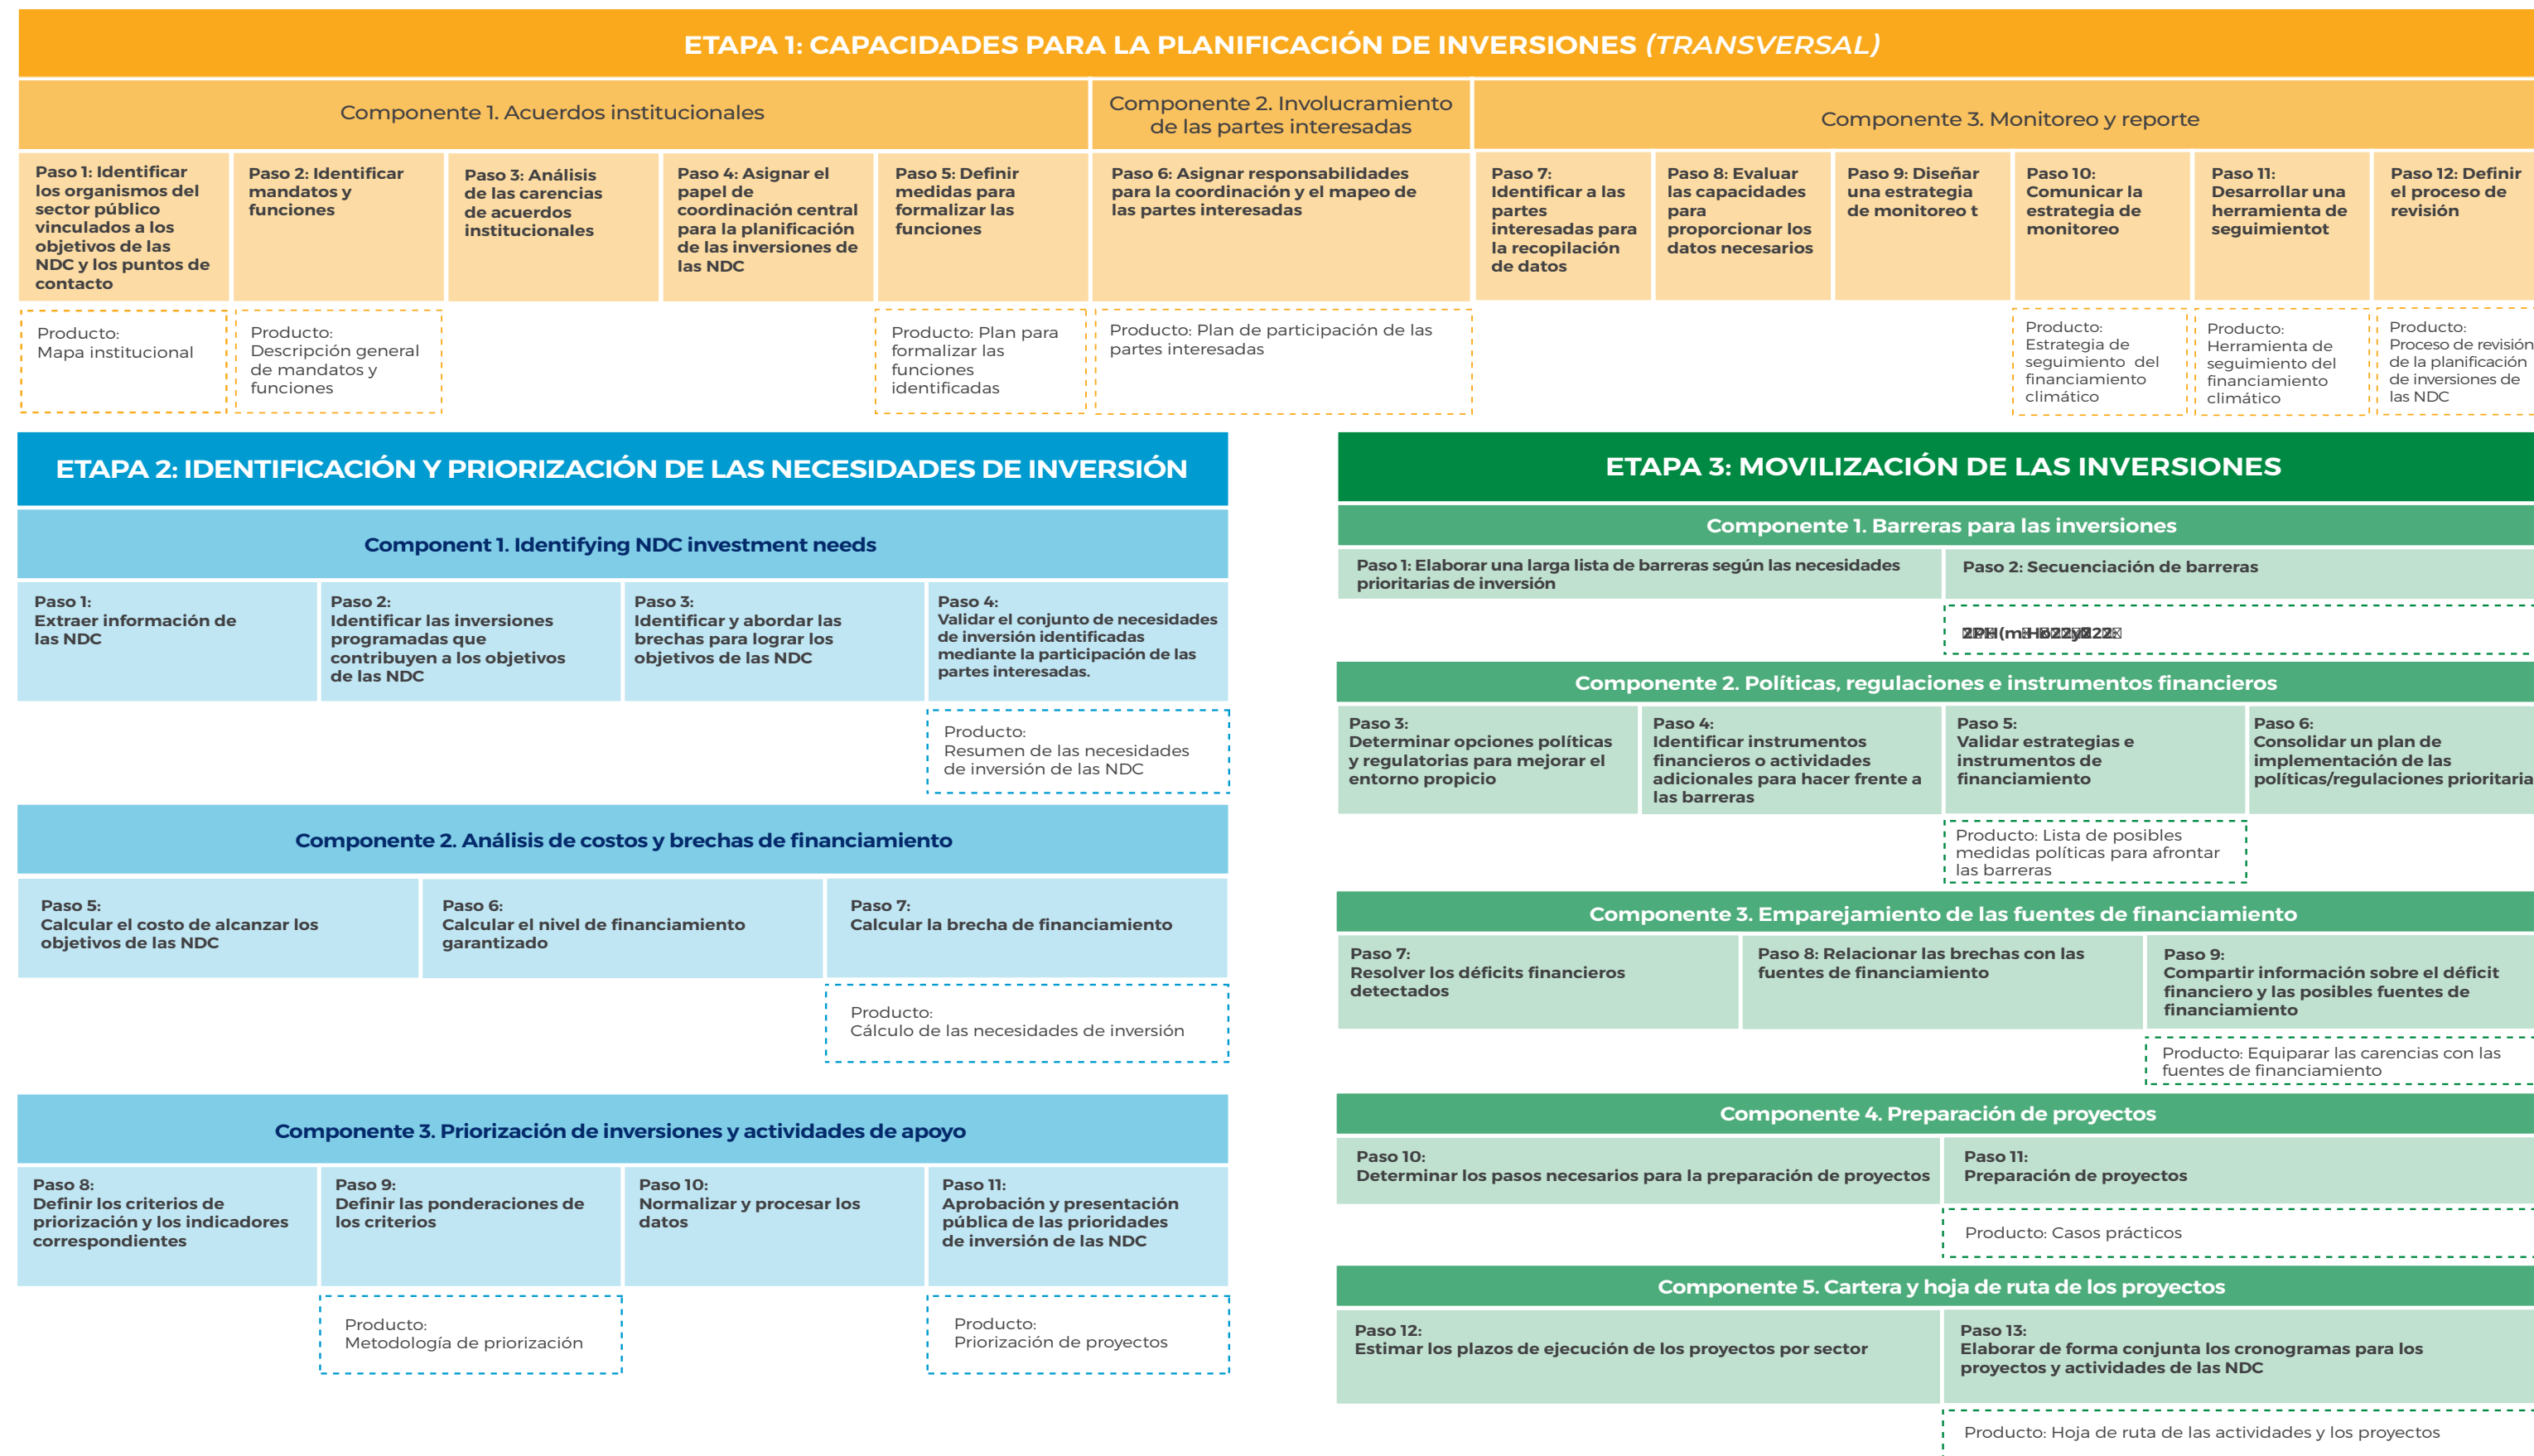 ETAPA 1: CAPACIDADES PARA LA PLANIFICACIÓN DE INVERSIONES (TRANSVERSAL)
Componente 1. Acuerdos institucionales
Componente 2. Involucramiento
de las partes interesadas
Componente 3. Monitoreo y reporte
Paso 1: Identificar
los organismos del
sector público
vinculados a los
objetivos de las
NDC y los puntos de
contacto
Paso 2: Identificar
mandatos y
funciones
Paso 3: Análisis
de las carencias
de acuerdos
institucionales
Paso 4: Asignar el
papel de
coordinación central
para la planificación
de las inversiones de
las NDC
Paso 5: Definir
medidas para
formalizar las
funciones
Paso 6: Asignar responsabilidades
para la coordinación y el mapeo de
las partes interesadas
Paso 7:
Identificar a las
partes
interesadas para
la recopilación
de datos
Paso 8: Evaluar
las capacidades
para
proporcionar los
datos necesarios
Paso 9: Diseñar
una estrategia
de monitoreo t
Paso 10:
Comunicar la
estrategia de
monitoreo
Paso 11:
Desarrollar una
herramienta de
seguimientot
Paso 12: Definir
el proceso de
revisión
Producto:
Mapa institucional
Producto:
Descripción general
de mandatos y
funciones
Producto: Plan para
formalizar las
funciones
identificadas
Producto: Plan de participación de las
partes interesadas
Producto:
Estrategia de
seguimiento del
financiamiento
climático
Producto:
Herramienta de
seguimiento del
financiamiento
climático
Producto:
Proceso de revisión
de la planificación
de inversiones de
las NDC
ETAPA 2: IDENTIFICACIÓN Y PRIORIZACIÓN DE LAS NECESIDADES DE INVERSIÓN
Component 1. Identifying NDC investment needs
Paso 1:
Extraer información de
las NDC
Paso 2:
Identificar las inversiones
programadas que
contribuyen a los objetivos
de las NDC
Paso 3:
Identificar y abordar las
brechas para lograr los
objetivos de las NDC
Paso 4:
Validar el conjunto de necesidades
de inversión identificadas
mediante la participación de las
partes interesadas.
Producto:
Resumen de las necesidades
de inversión de las NDC
Componente 2. Análisis de costos y brechas de financiamiento
Paso 5:
Calcular el costo de alcanzar los
objetivos de las NDC
Paso 6:
Calcular el nivel de financiamiento
garantizado
Paso 7:
Calcular la brecha de financiamiento
Producto:
Cálculo de las necesidades de inversión
Componente 3. Priorización de inversiones y actividades de apoyo
Paso 8:
Definir los criterios de
priorización y los indicadores
correspondientes
Paso 9:
Definir las ponderaciones de
los criterios
Paso 10:
Normalizar y procesar los
datos
Paso 11:
Aprobación y presentación
pública de las prioridades
de inversión de las NDC
Producto:
Metodología de priorización
Producto:
Priorización de proyectos
ETAPA 3: MOVILIZACIÓN DE LAS INVERSIONES
Componente 1. Barreras para las inversiones
Paso 1: Elaborar una larga lista de barreras según las necesidades
prioritarias de inversión
Paso 2: Secuenciación de barreras
Componente 2. Políticas, regulaciones e instrumentos financieros
Paso 3:
Determinar opciones políticas
y regulatorias para mejorar el
entorno propicio
Paso 4:
Identificar instrumentos
financieros o actividades
adicionales para hacer frente a
las barreras
Paso 5:
Validar estrategias e
instrumentos de
financiamiento
Paso 6:
Consolidar un plan de
implementación de las
políticas/regulaciones prioritaria
Producto: Lista de posibles
medidas políticas para afrontar
las barreras
Componente 3. Emparejamiento de las fuentes de financiamiento
Paso 7:
Resolver los déficits financieros
detectados
Paso 8: Relacionar las brechas con las
fuentes de financiamiento
Paso 9:
Compartir información sobre el déficit
financiero y las posibles fuentes de
financiamiento
Producto: Equiparar las carencias con las
fuentes de financiamiento
Componente 4. Preparación de proyectos
Paso 10:
Determinar los pasos necesarios para la preparación de proyectos
Paso 11:
Preparación de proyectos
Producto: Casos prácticos
Componente 5. Cartera y hoja de ruta de los proyectos
Paso 12:
Estimar los plazos de ejecución de los proyectos por sector
Paso 13:
Elaborar de forma conjunta los cronogramas para los
proyectos y actividades de las NDC
Producto: Hoja de ruta de las actividades y los proyectos